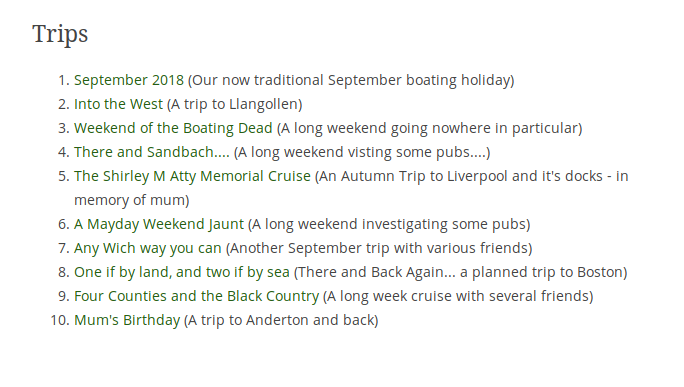 Trips
1. September 2018 (Our now traditional September boating holiday)
2. Into the West (A trip to Llangollen)
3. Weekend of the Boating Dead (A long weekend going nowhere in particular)
4. There and Sandbach.... (A long weekend visting some pubs....)
5. The Shirley M Atty Memorial Cruise (An Autumn Trip to Liverpool and it's docks - in
memory of mum)
6. A Mayday Weekend Jaunt (A long weekend investigating some pubs)
7. Any Wich way you can (Another September trip with various friends)
8. One if by land, and two if by sea (There and Back Again... a planned trip to Boston)
9. Four Counties and the Black Country (A long week cruise with several friends)
10. Mum's Birthday (A trip to Anderton and back)